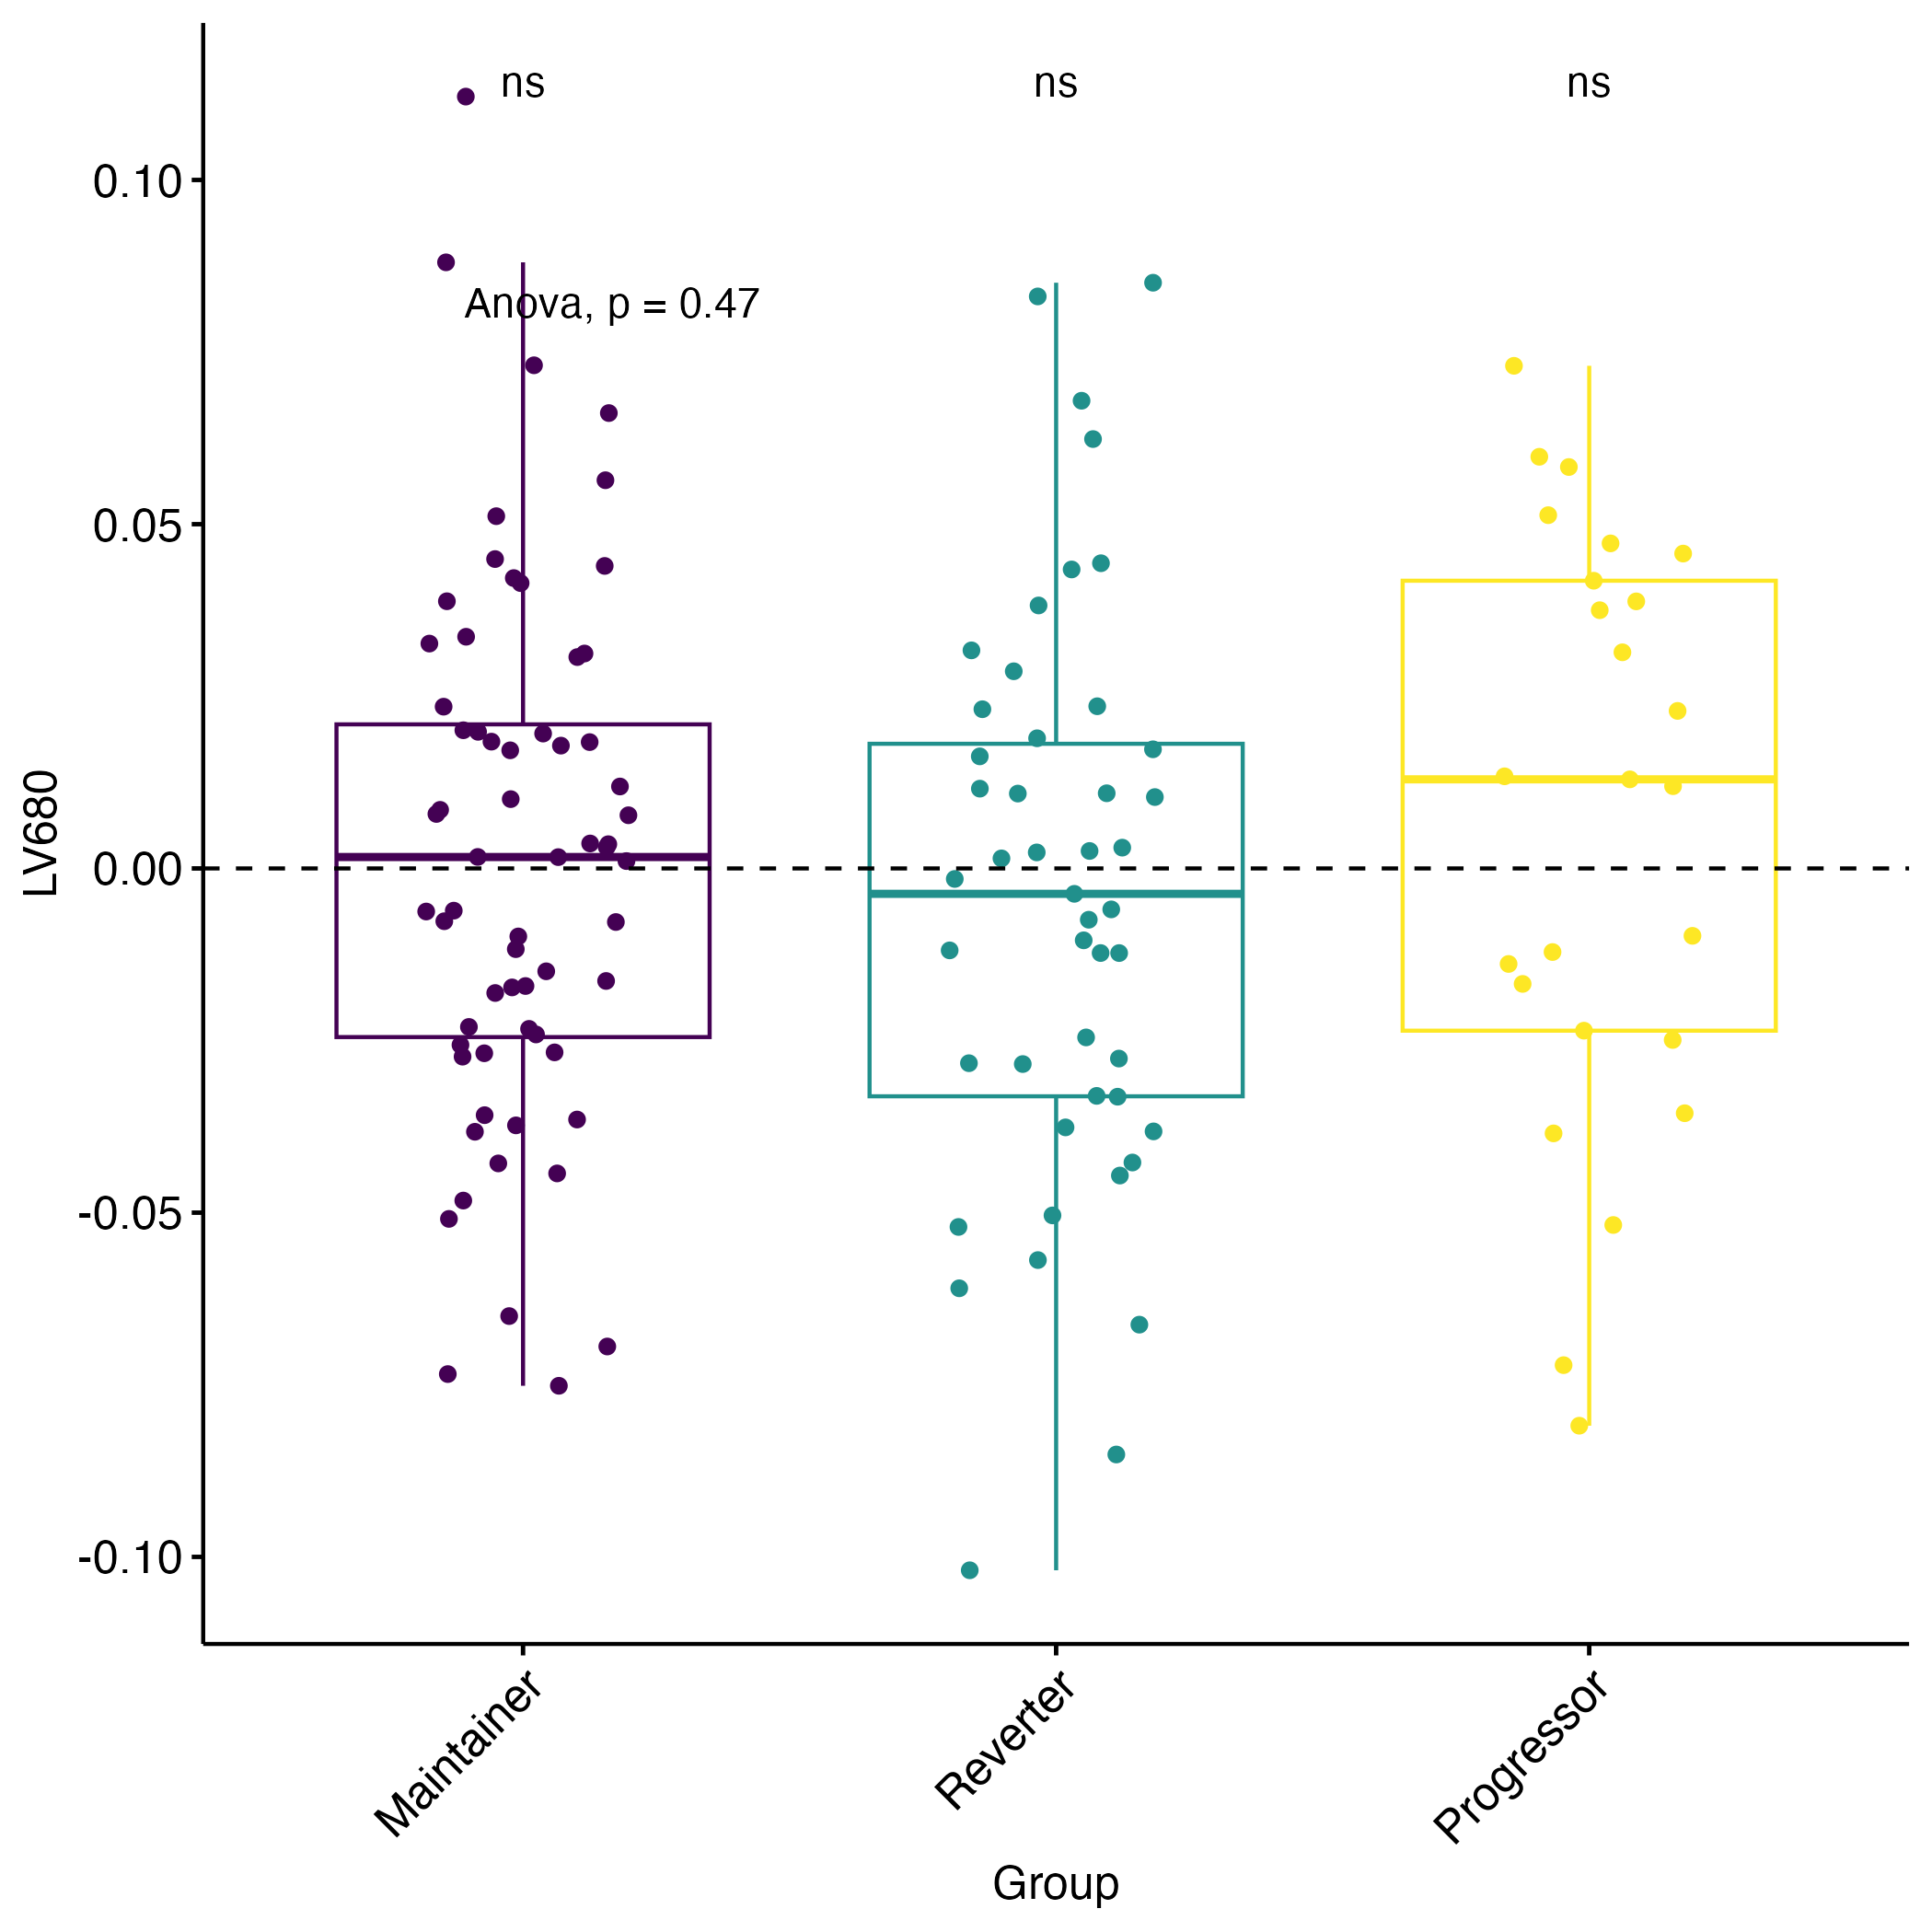 ns ns ns
Anova, p = 0.47
0.10
0.05
0.00
-0.05
-0.10
LV680
Maintainer
Reverter
Progressor
Group